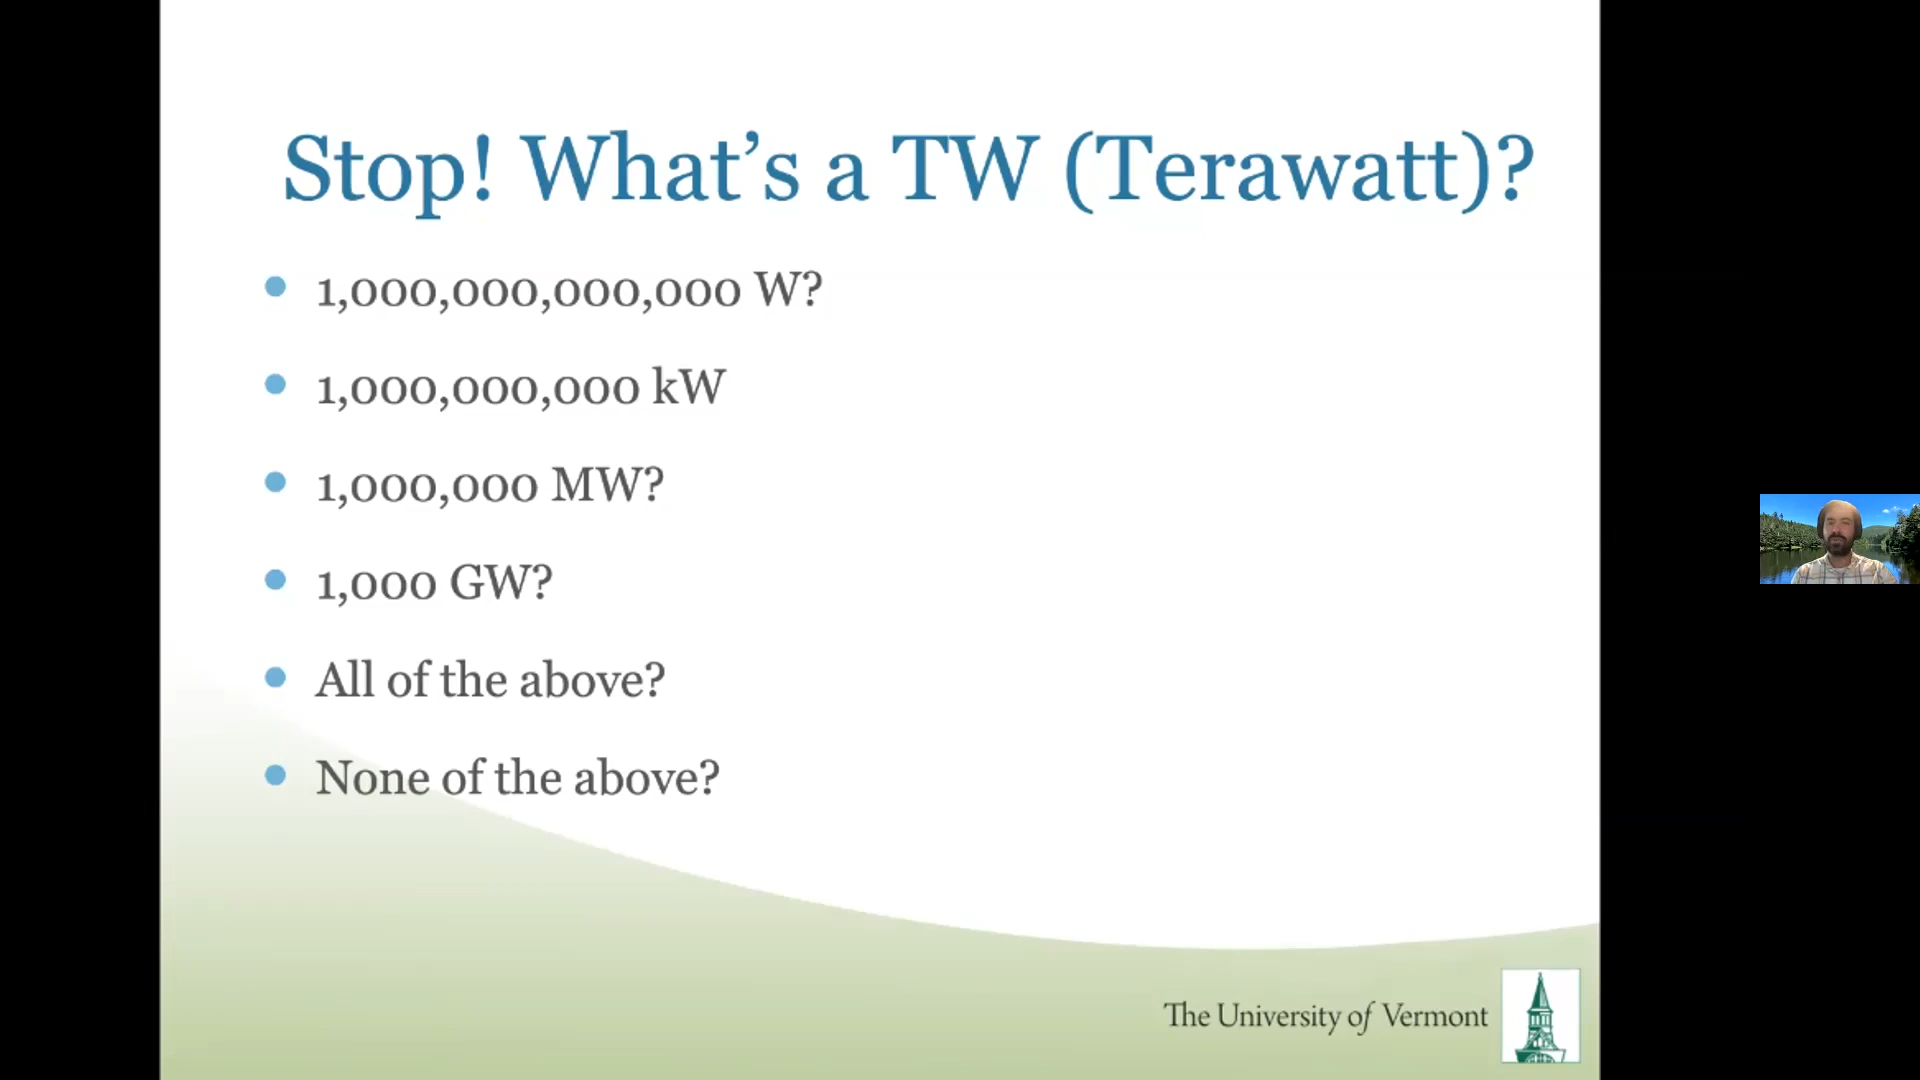 Stop! What’s a TW (Terawatt)?
1,000,000,000,000 W?
1,000,000,000 kW
1,000,000 MW?
1,000 GW?
All of the above?
None of the above?
The University of Vermont